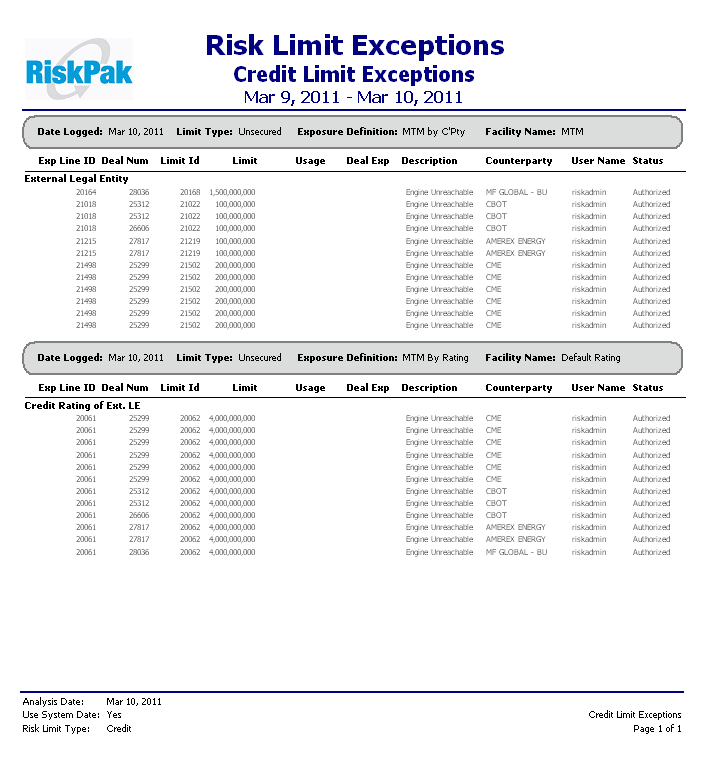 Risk Limit Exceptions
RiskPak
Credit Limit Exceptions
Mar 9, 2011 - Mar 10, 2011
Date Logged: Mar 10, 2011 Limit Type: Unsecured Exposure Definition: MTM by C'Pty Facility Name: MTM
Exp Line ID Deal Num Limit Id Limit Usage Deal Exp Description Counterparty User Name Status
External Legal Entity
20164 28036 20168 1,500,000,000 Engine Unreachable MF GLOBAL - BU riskadmin Authorized
21018 25312 21022 100,000,000 Engine Unreachable CBOT riskadmin Authorized
21018 25312 21022 100,000,000 Engine Unreachable CBOT riskadmin Authorized
21018 26606 21022 100,000,000 Engine Unreachable CBOT riskadmin Authorized
21215 27817 21219 100,000,000 Engine Unreachable AMEREX ENERGY riskadmin Authorized
21215 27817 21219 100,000,000 Engine Unreachable AMEREX ENERGY riskadmin Authorized
21498 25299 21502 200,000,000 Engine Unreachable CME riskadmin Authorized
21498 25299 21502 200,000,000 Engine Unreachable CME riskadmin Authorized
21498 25299 21502 200,000,000 Engine Unreachable CME riskadmin Authorized
21498 25299 21502 200,000,000 Engine Unreachable CME riskadmin Authorized
21498 25299 21502 200,000,000 Engine Unreachable CME riskadmin Authorized
21498 25299 21502 200,000,000 Engine Unreachable CME riskadmin Authorized
Date Logged: Mar 10, 2011 Limit Type: Unsecured Exposure Definition: MTM By Rating Facility Name: Default Rating
Exp Line ID Deal Num Limit Id Limit Usage Deal Exp Description Counterparty User Name Status
Credit Rating of Ext. LE
20061 25299 20062 4,000,000,000 Engine Unreachable CME riskadmin Authorized
20061 25299 20062 4,000,000,000 Engine Unreachable CME riskadmin Authorized
20061 25299 20062 4,000,000,000 Engine Unreachable CME riskadmin Authorized
20061 25299 20062 4,000,000,000 Engine Unreachable CME riskadmin Authorized
20061 25299 20062 4,000,000,000 Engine Unreachable CME riskadmin Authorized
20061 25299 20062 4,000,000,000 Engine Unreachable CME riskadmin Authorized
20061 25312 20062 4,000,000,000 Engine Unreachable CBOT riskadmin Authorized
20061 25312 20062 4,000,000,000 Engine Unreachable CBOT riskadmin Authorized
20061 26606 20062 4,000,000,000 Engine Unreachable CBOT riskadmin Authorized
20061 27817 20062 4,000,000,000 Engine Unreachable AMEREX ENERGY riskadmin Authorized
20061 27817 20062 4,000,000,000 Engine Unreachable AMEREX ENERGY riskadmin Authorized
20061 28036 20062 4,000,000,000 Engine Unreachable MF GLOBAL - BU riskadmin Authorized
Analysis Date: Mar 10, 2011
Use System Date: Yes Credit Limit Exceptions
Risk Limit Type: Credit Page 1 of 1